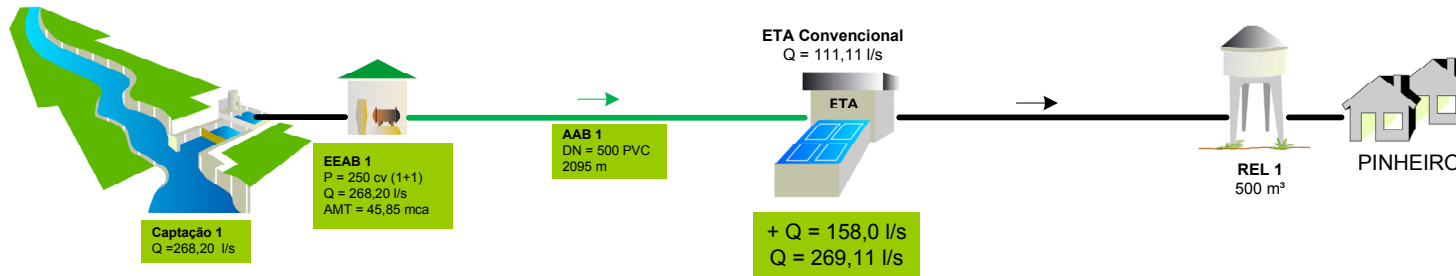 Captação 1
Q =268,20 l/s
EEAB 1
P = 250 cv (1+1)
Q = 268,20 l/s
AMT = 45,85 mca
AAB 1
DN = 500 PVC
2095 m
ETA Convencional
Q = 111,11 l/s
ETA
+ Q = 158,0 l/s
Q = 269,11 l/s
REL 1
500 m³
PINHEIRO